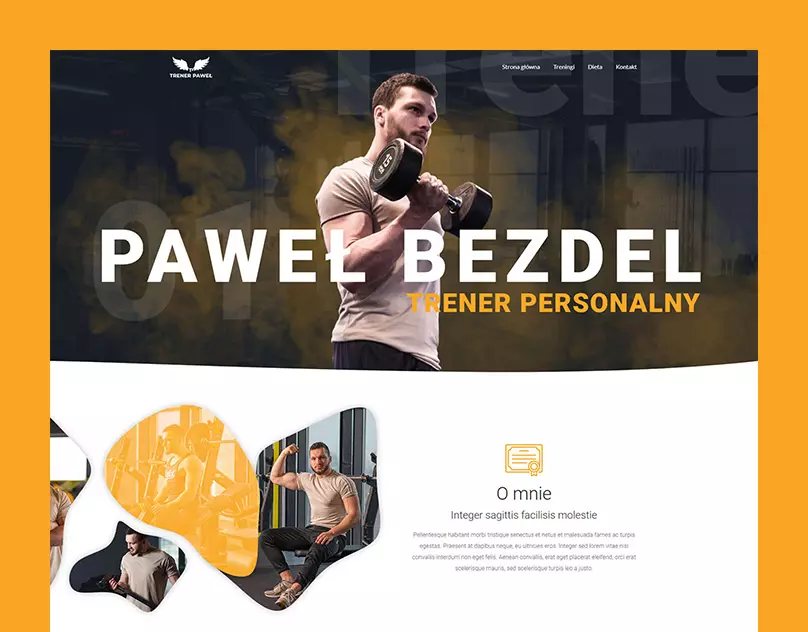 TRENER PAWEŁ
Strona główna Treningi Dieta Kontakt
Trene
01
PAWEŁ BEZDEL
TRENER PERSONALNY
O mnie
Integer sagittis facilisis molestie
Pellentesque habitant morbi tristique senectus et netus et malesuada fames ac turpis
egestas. Praesent at dapibus neque, eu ultricies eros. Integer sed lorem vitae nisl
convallis interdum non eget felis. Aenean convallis, erat eget placerat eleifend, orci erat
scelerisque mauris, sed scelerisque turpis leo a justo.